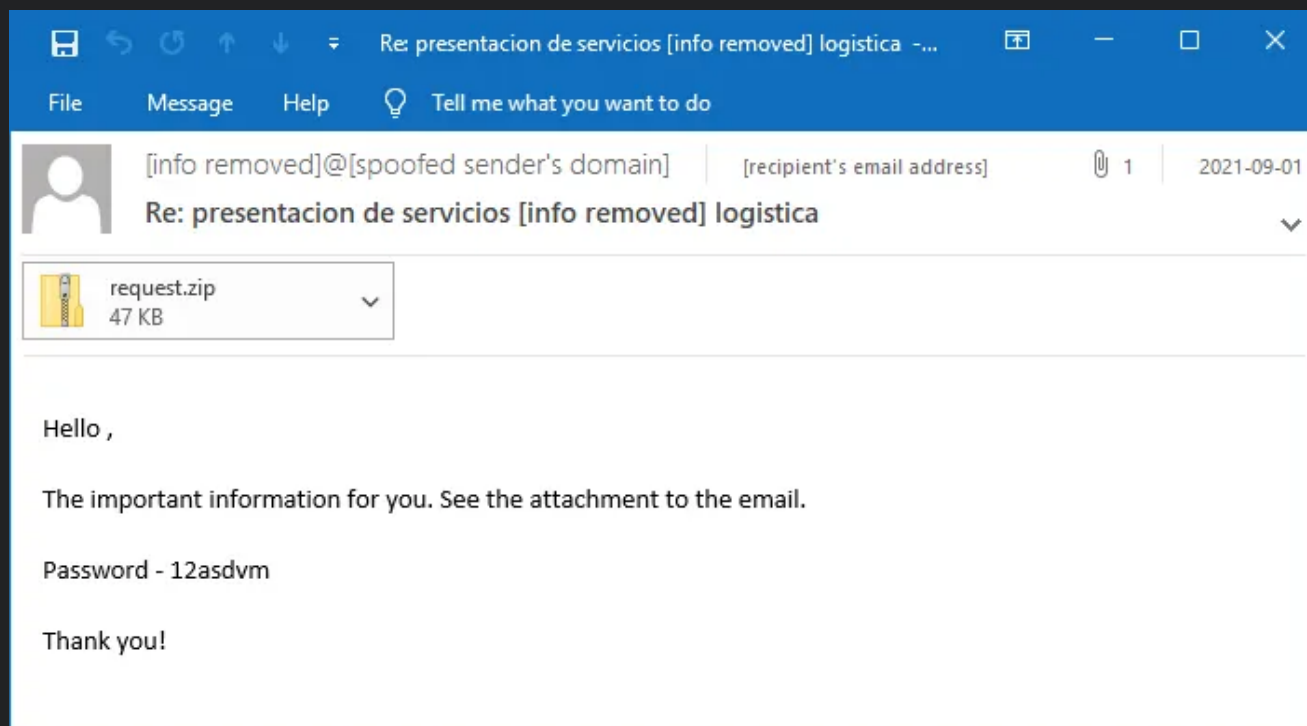 Re: presentacion de servicios [info removed] logistica -...
File Message Help Tell me what you want to do
[info removed]@[spoofed sender's domain] [recipient's email address] 1 2021-09-01
Re: presentacion de servicios [info removed] logistica
request.zip
47 KB
Hello ,
The important information for you. See the attachment to the email.
Password - 12asdvm
Thank you!